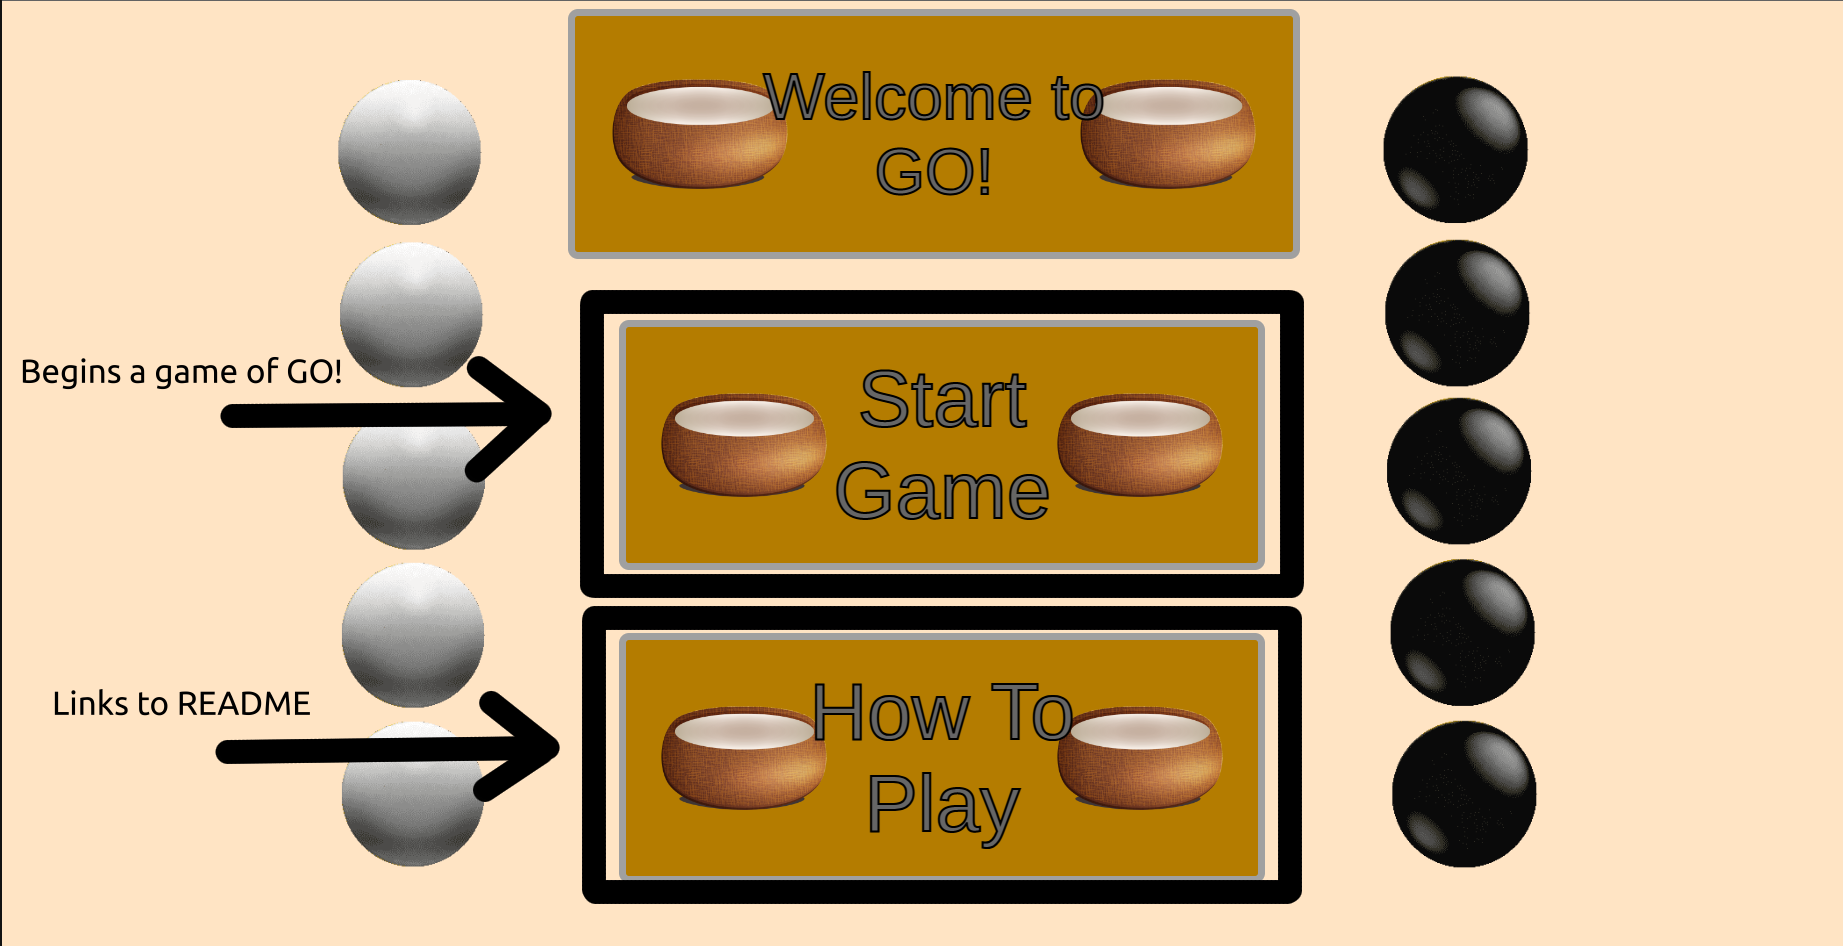 Welcome to
GO!
Begins a game of GO!
Start
Game
Links to README
How To
Play